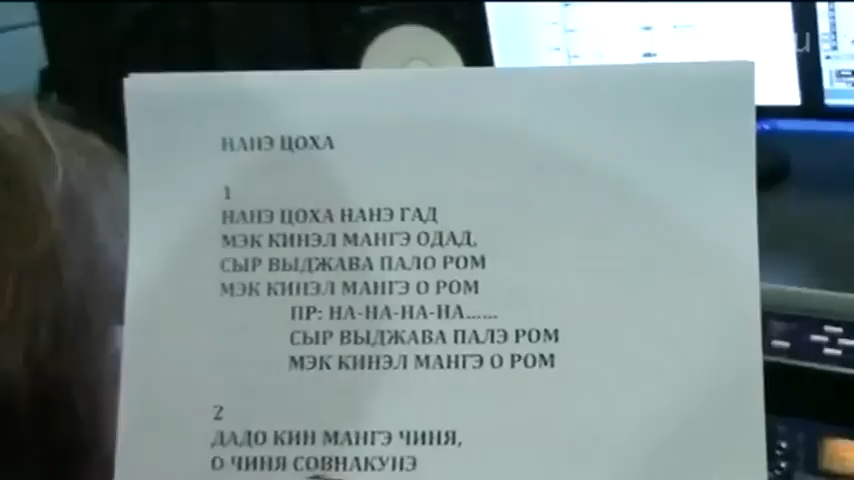 НАНЭ ЦОХА
1
НАНЭ ЦОХА НАНЭ ГАД
МЭК КИНЭЛ МАНГЭ ОДАД,
СЫР ВЫДЖАВА ПАЛО РОМ
МЭК КИНЭЛ МАНГЭ О РОМ
ПР: НА-НА-НА-НА......
СЫР ВЫДЖАВА ПАЛЭ РОМ
МЭК КИНЭЛ МАНГЭ О РОМ
2
ДАДО КИН МАНГЭ ЧИНЯ,
О ЧИНЯ СОВНАКУНЭ